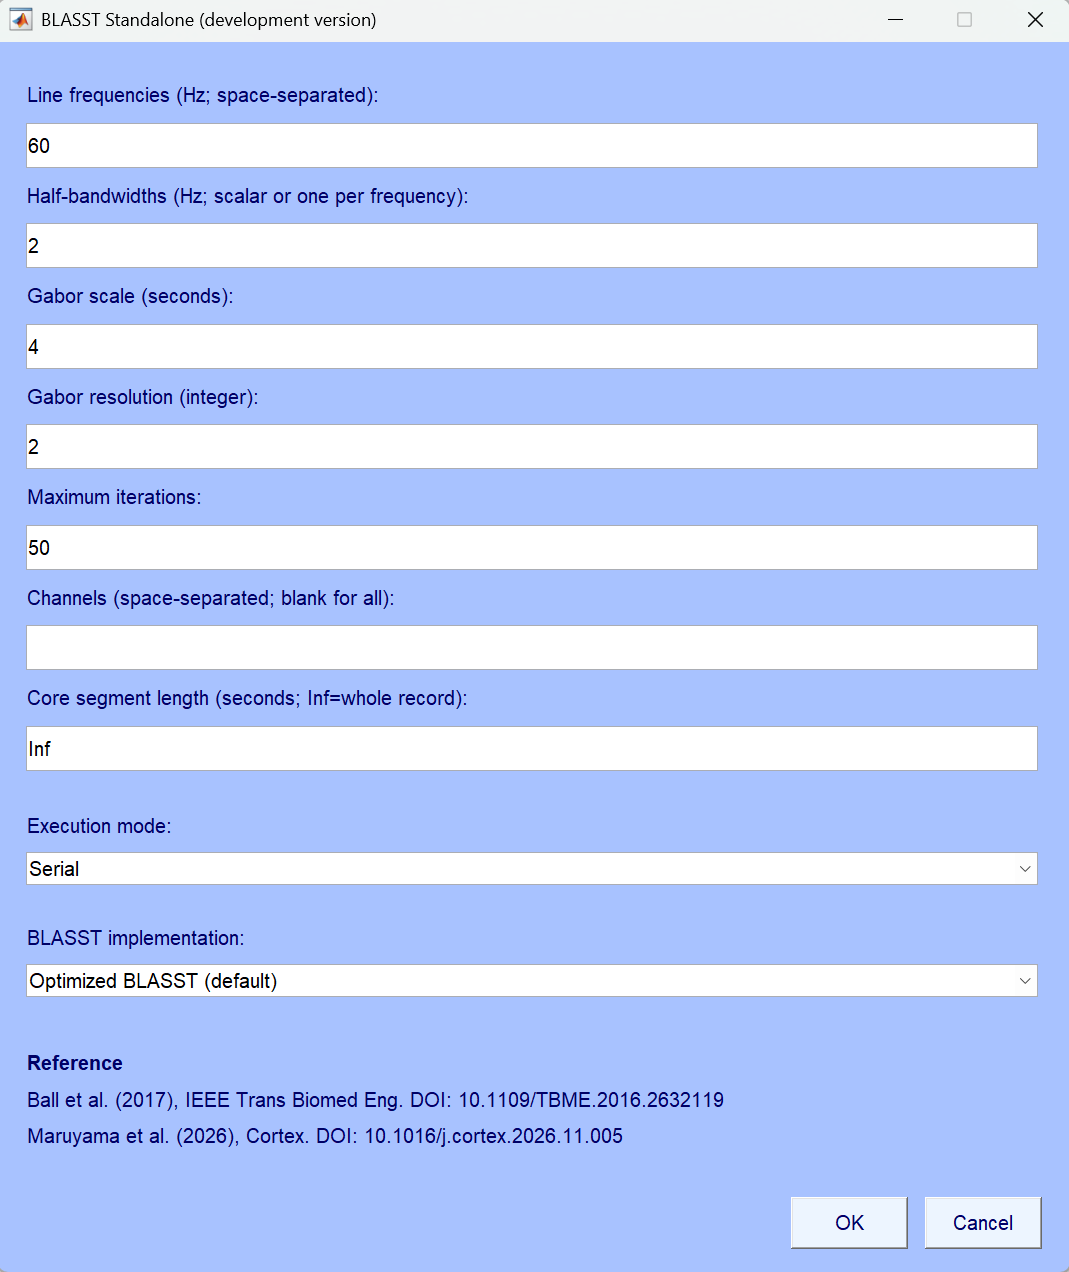 BLASST Standalone (development version)
Line frequencies (Hz; space-separated):
60
Half-bandwidths (Hz; scalar or one per frequency):
2
Gabor scale (seconds):
4
Gabor resolution (integer):
2
Maximum iterations:
50
Channels (space-separated; blank for all):
Core segment length (seconds; Inf=whole record):
Inf
Execution mode:
Serial
BLASST implementation:
Optimized BLASST (default)
Reference
Ball et al. (2017), IEEE Trans Biomed Eng. DOI: 10.1109/TBME.2016.2632119
Maruyama et al. (2026), Cortex. DOI: 10.1016/j.cortex.2026.11.005
OK Cancel